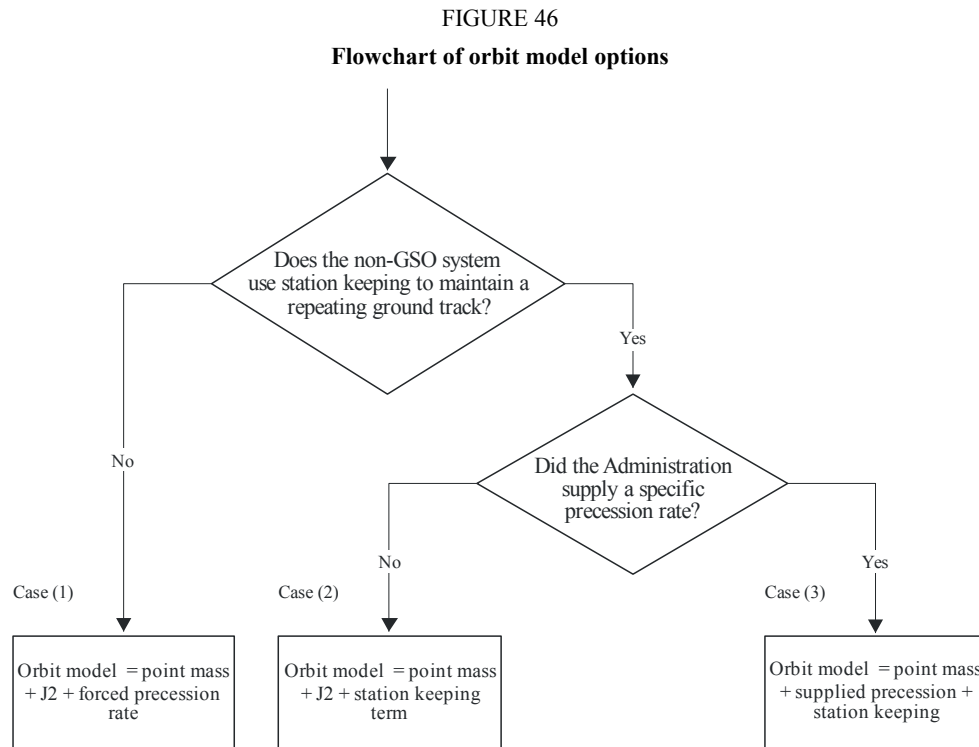 FIGURE 46
Flowchart of orbit model options
Does the non-GSO system
use station keeping to maintain a
repeating ground track?
Yes
No
Did the Administration
supply a specific
precession rate?
No
Yes
Case (1)
Case (2)
Case (3)
Orbit model = point mass
+ J2 + forced precession
rate
Orbit model = point mass
+ J2 + station keeping
term
Orbit model = point mass
+ supplied precession +
station keeping